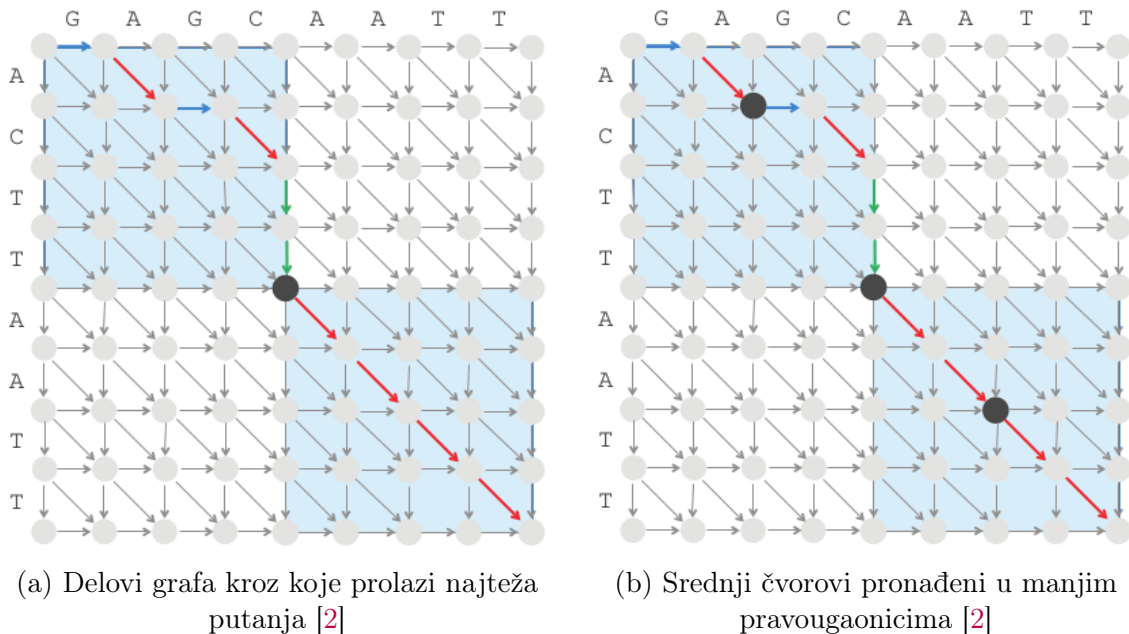 G A G C A A T T
A
C
T
T
A
A
T
T
G A G C A A T T
A
C
T
T
A
A
T
T
(a) Delovi grafa kroz koje prolazi najteža
putanja [2]
(b) Srednji čvorovi pronađeni u manjim
pravougaonicima [2]